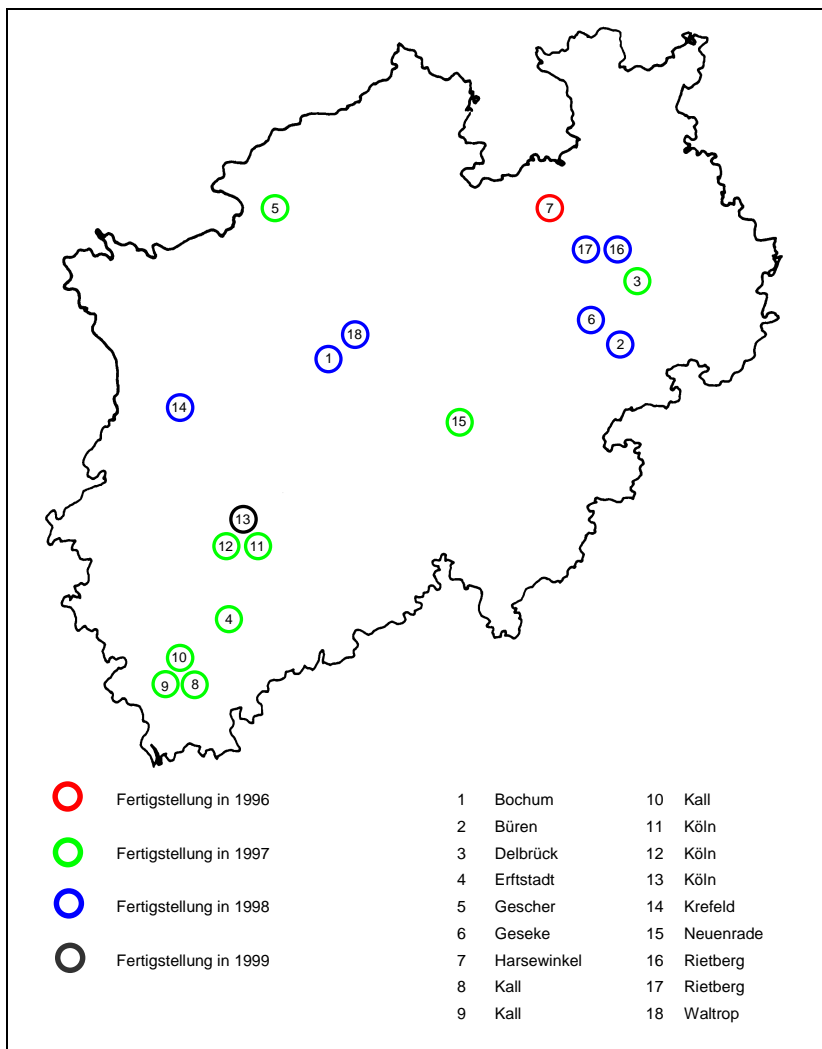 5
7
17 16
3
6
18
2
1
14
15
13
12 11
4
10
9 8
Fertigstellung in 1996
Fertigstellung in 1997
Fertigstellung in 1998
Fertigstellung in 1999
1 Bochum
2 Büren
3 Delbrück
4 Erftstadt
5 Gescher
6 Geseke
7 Harsewinkel
8 Kall
9 Kall
10 Kall
11 Köln
12 Köln
13 Köln
14 Krefeld
15 Neuenrade
16 Rietberg
17 Rietberg
18 Waltrop